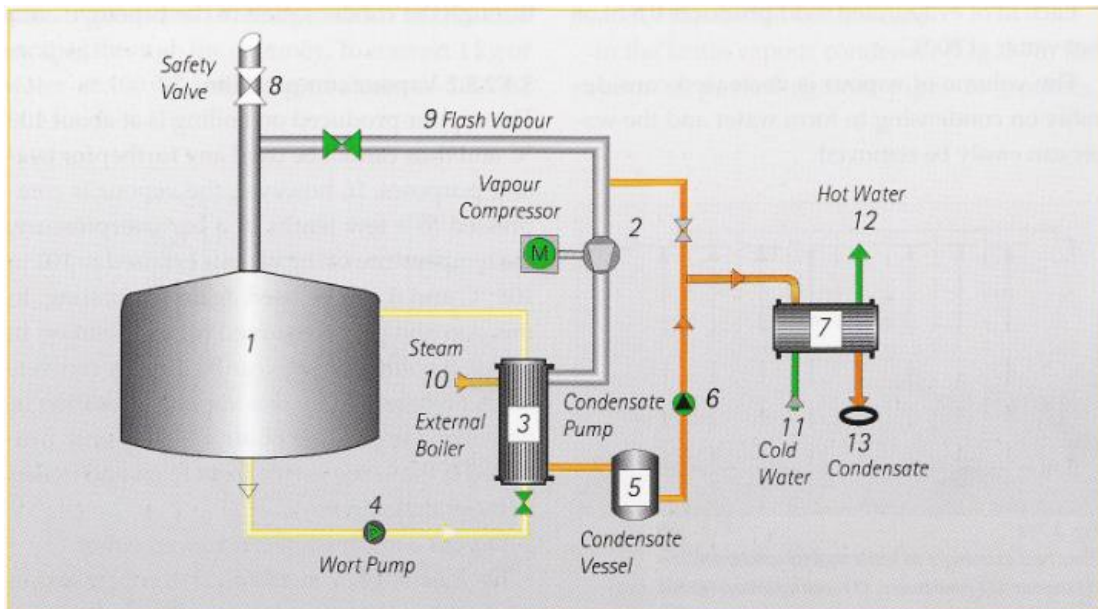 Safety
Valve
8
9 Flash Vapour
Vapour
Compressor
M
2
Hot Water
12
1
Steam
10
External
Boiler
3
Condensate
Pump
6
7
11
Cold
Water
13
Condensate
5
Condensate
Vessel
4
Wort Pump